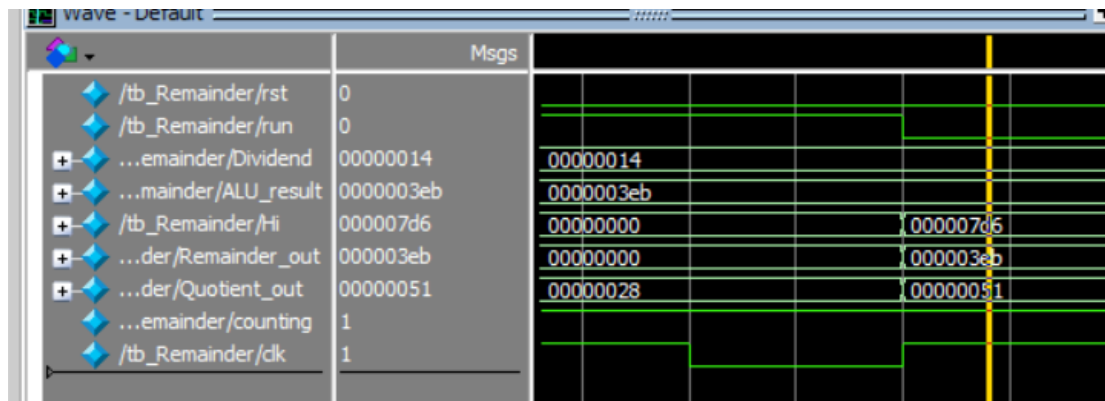 Wave - Default
Msgs
/tb_Remainder/rst 0
/tb_Remainder/run 0
...emainder/Dividend 00000014 00000014
...mainder/ALU_result 0000003eb 0000003eb
/tb_Remainder/Hi 000007d6 00000000 000007d6
...der/Remainder_out 000003eb 00000000 000003eb
...der/Quotient_out 00000051 00000028 00000051
...emainder/counting 1
/tb_Remainder/clk 1